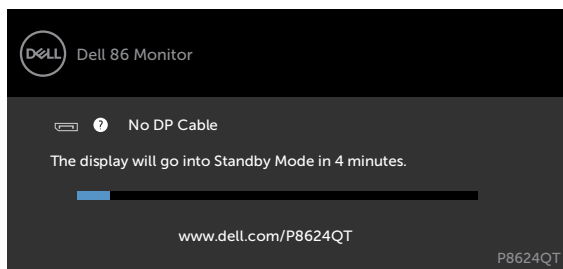 DELL
Dell 86 Monitor
? No DP Cable
The display will go into Standby Mode in 4 minutes.
www.dell.com/P8624QT
P8624QT